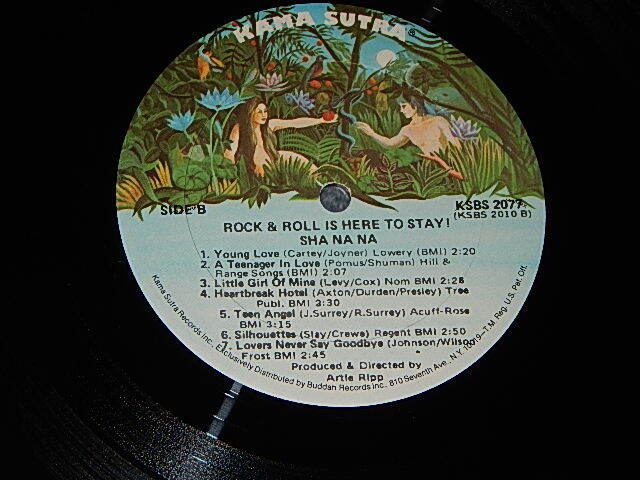 KAMA SUTRA®
SIDE B
KSBS 2077
(KSBS 2010 B)
ROCK & ROLL IS HERE TO STAY!
SHA NA NA
1. Young Love (Cartey/Joyner) Lowery (BMI) 2:20
2. A Teenager In Love (Pomus/Shuman) Hill &
Range Songs (BMI) 2:07
3. Little Girl Of Mine (Levy/Cox) Nom BMI 2:28
4. Heartbreak Hotel (Axton/Durden/Presley) Tree
Publ. BMI 3:30
5. Teen Angel (J.Surrey/R.Surrey) Acuff-Rose
BMI 3:15
6. Silhouettes (Slay/Crewe) Regent BMI 2:50
7. Lovers Never Say Goodbye (Johnson/Wilson)
Frost BMI 2:45
Produced & Directed by
Artie Ripp
Kama Sutra Records Inc., Exclusively Distributed by Buddah Records Inc., 810 Seventh Ave., N.Y. 10019-T.M. Reg. U.S. Pat. Off.